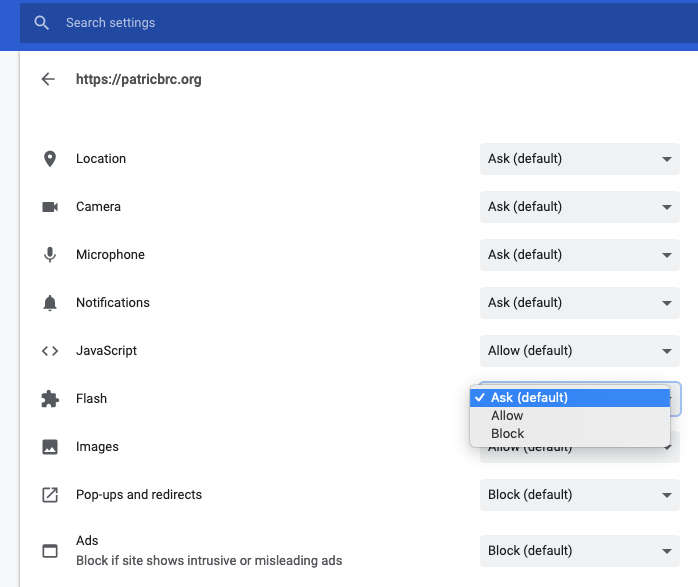 Search settings
https://patricbrc.org
Location Ask (default)
Camera Ask (default)
Microphone Ask (default)
Notifications Ask (default)
JavaScript Allow (default)
Flash Ask (default)
Allow
Block
Images Allow (default)
Pop-ups and redirects Block (default)
Ads
Block if site shows intrusive or misleading ads Block (default)